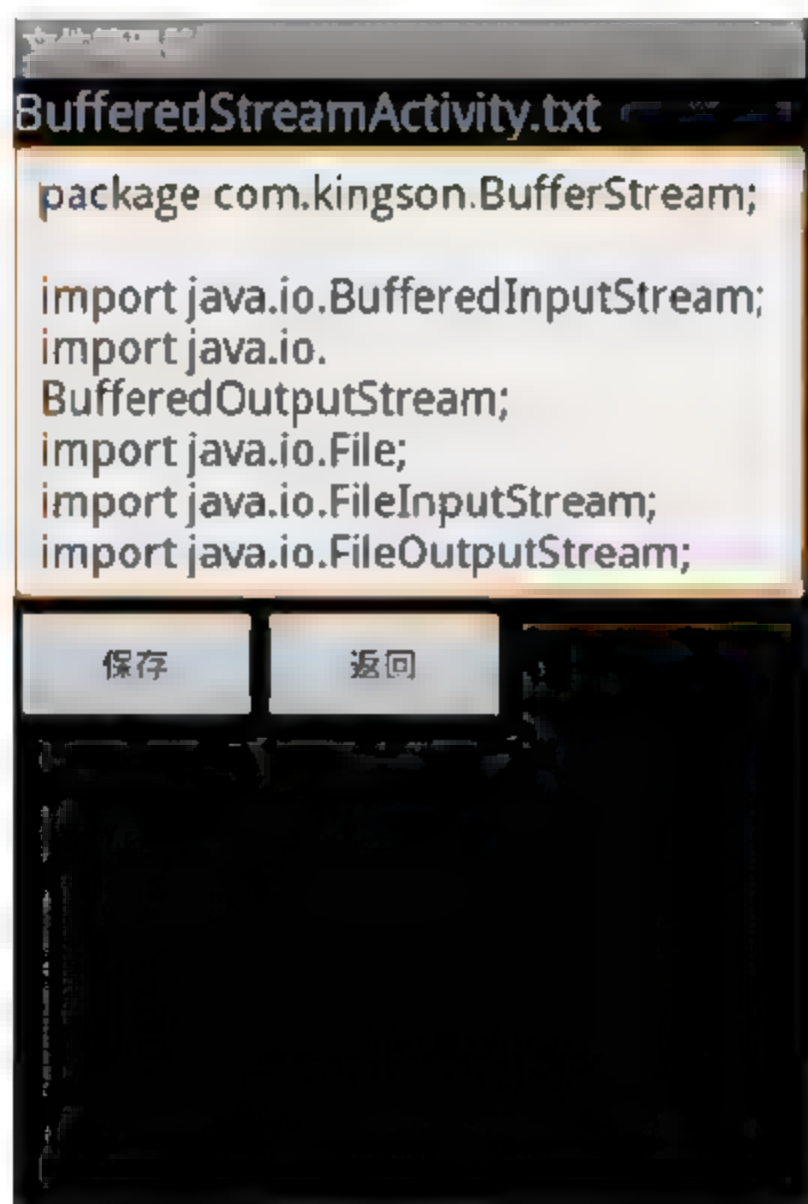 BufferedStreamActivity.txt
package com.kingson.BufferStream;
import java.io.BufferedInputStream;
import java.io.
BufferedOutputStream;
import java.io.File;
import java.io.FileInputStream;
import java.io.FileOutputStream;
保存 返回